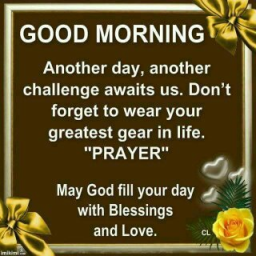 GOOD MORNING
Another day, another
challenge awaits us. Don't
forget to wear your
greatest gear in life.
"PRAYER"
May God fill your day
with Blessings
and Love.
CL